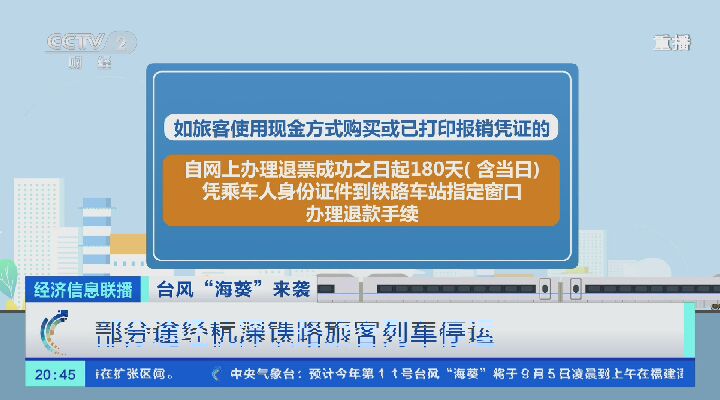 CCTV 2
财 经
重播
如旅客使用现金方式购买或已打印报销凭证的
自网上办理退票成功之日起180天(含当日)
凭乘车人身份证件到铁路车站指定窗口
办理退款手续
经济信息联播
台风“海葵”来袭
部分途经杭深铁路旅客列车停运
20:45
在扩张区间。
中央气象台：预计今年第11号台风“海葵”将于9月5日凌晨到上午在福建